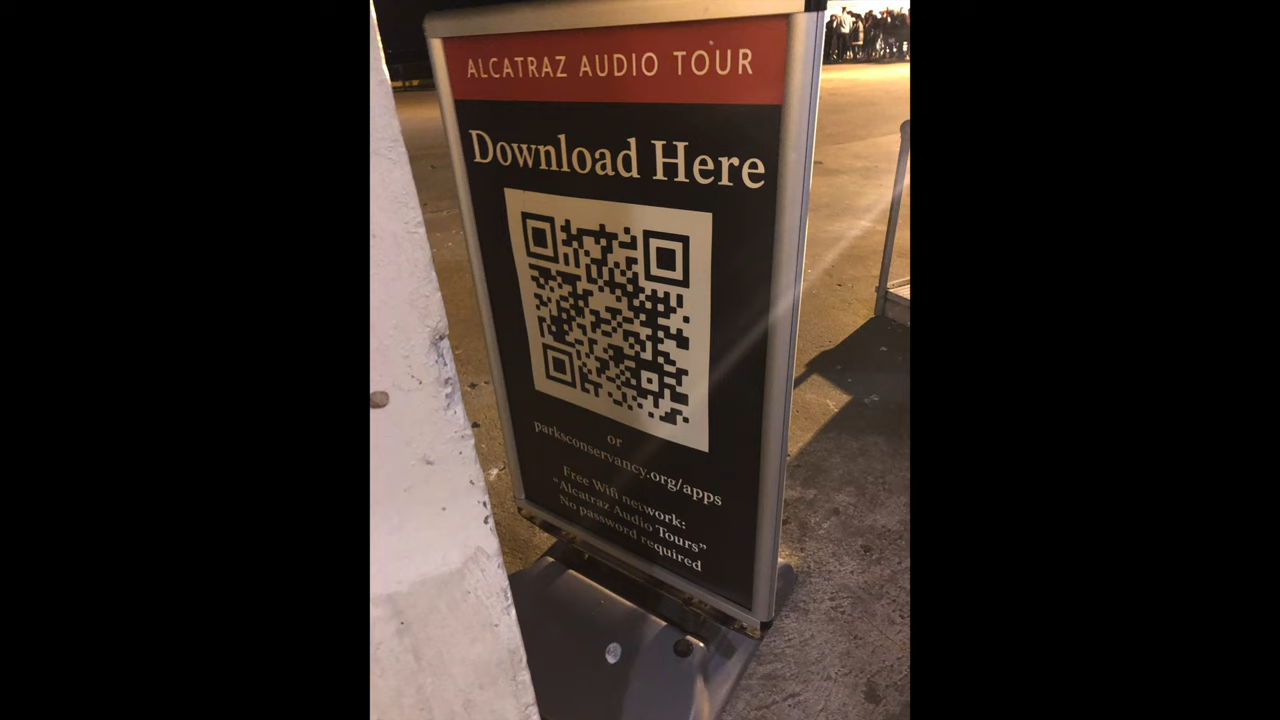 ALCATRAZ AUDIO TOUR
Download Here
or
parksconservancy.org/apps
Free Wifi network:
“Alcatraz Audio Tours”
No password required